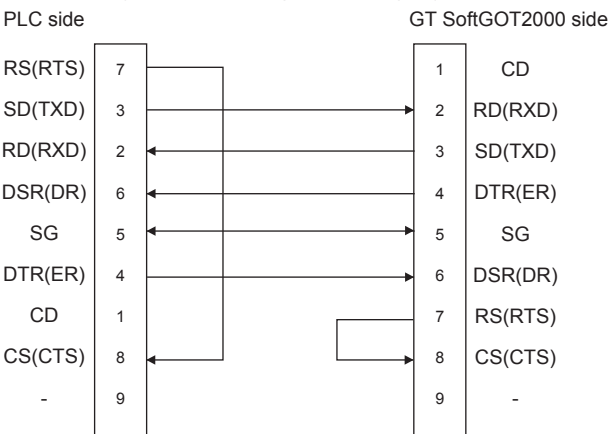 PLC side GT SoftGOT2000 side
RS(RTS) 7 1 CD
SD(TXD) 3 2 RD(RXD)
RD(RXD) 2 3 SD(TXD)
DSR(DR) 6 4 DTR(ER)
SG 5 5 SG
DTR(ER) 4 6 DSR(DR)
CD 1 7 RS(RTS)
CS(CTS) 8 8 CS(CTS)
- 9 9 -